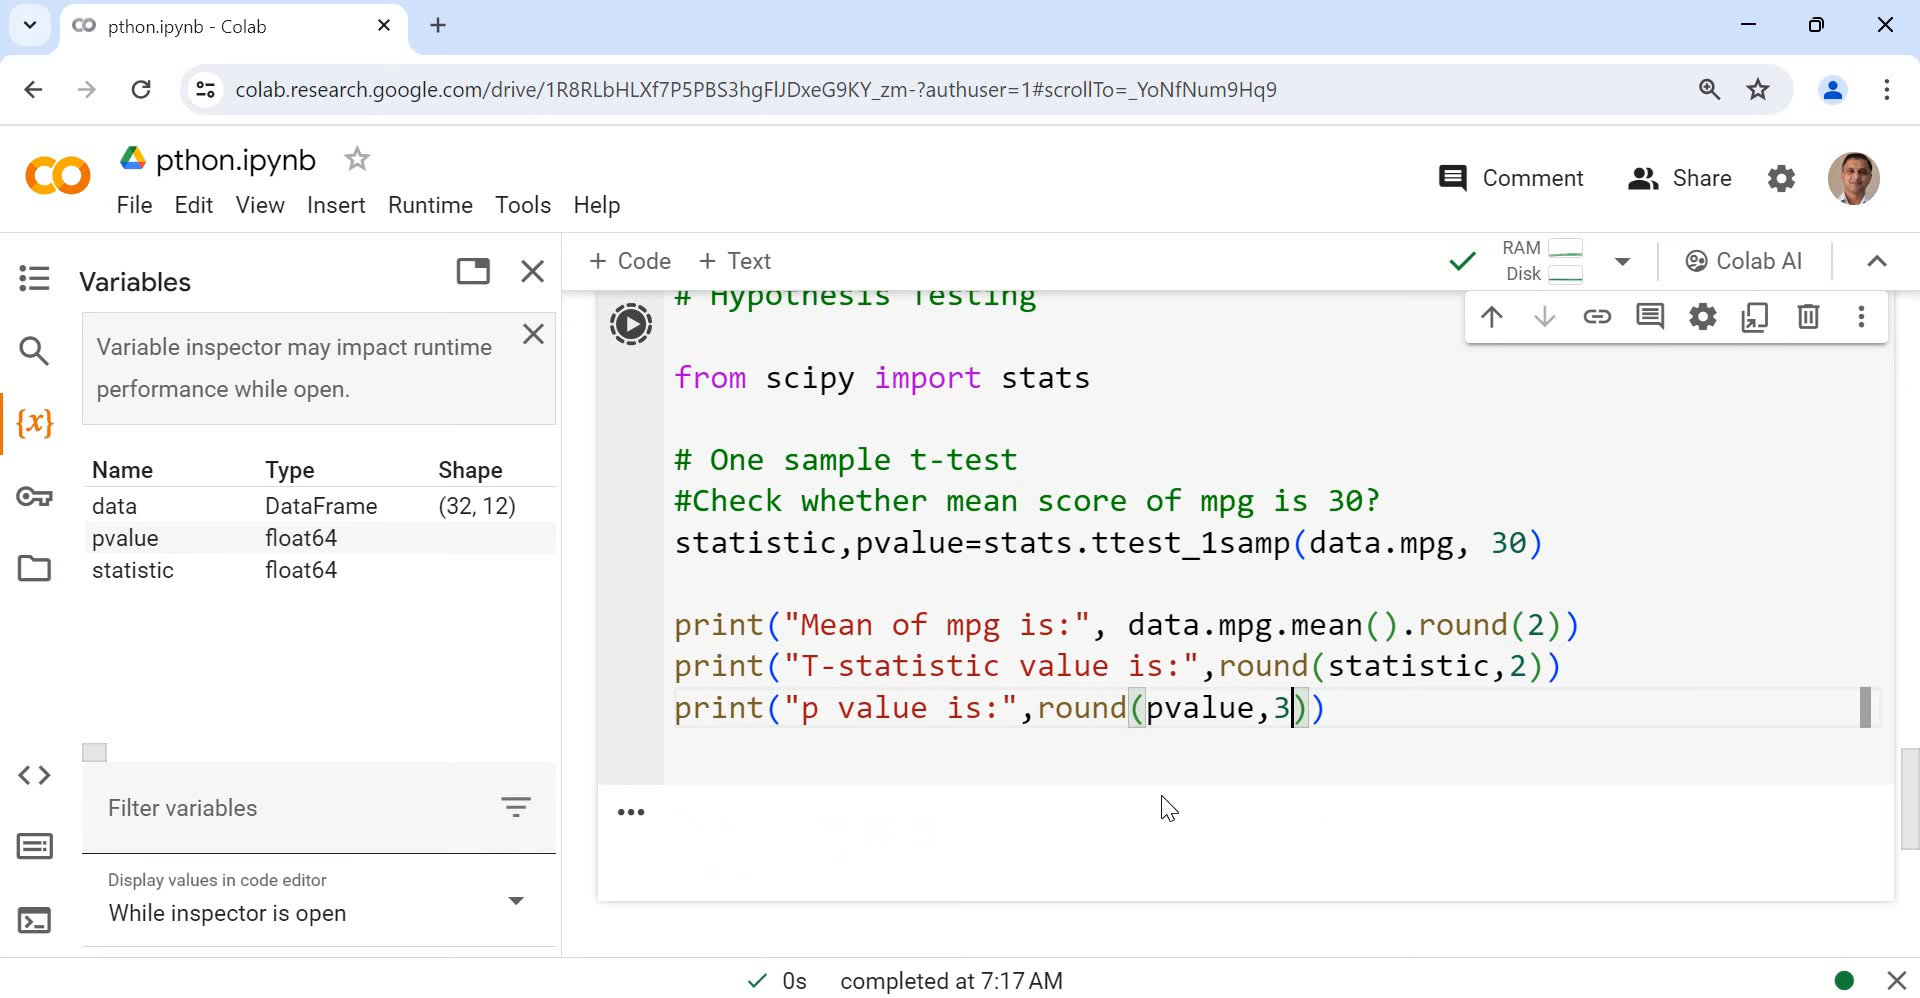 pthon.ipynb - Colab
colab.research.google.com/drive/1R8RLbHLXf7P5PBS3hgFlJDxeG9KY_zm-?authuser=1#scrollTo=_YoNfNum9Hq9
pthon.ipynb
File Edit View Insert Runtime Tools Help
Comment
Share
Variables
+ Code + Text
RAM
Disk
Colab AI
Variable inspector may impact runtime
performance while open.
{x}
Name Type Shape
data DataFrame (32, 12)
pvalue float64
statistic float64
Filter variables
Display values in code editor
While inspector is open
# Hypothesis Testing
from scipy import stats
# One sample t-test
#Check whether mean score of mpg is 30?
statistic,pvalue=stats.ttest_1samp(data.mpg, 30)
print("Mean of mpg is:", data.mpg.mean().round(2))
print("T-statistic value is:",round(statistic,2))
print("p value is:",round(pvalue,3))
0s completed at 7:17 AM